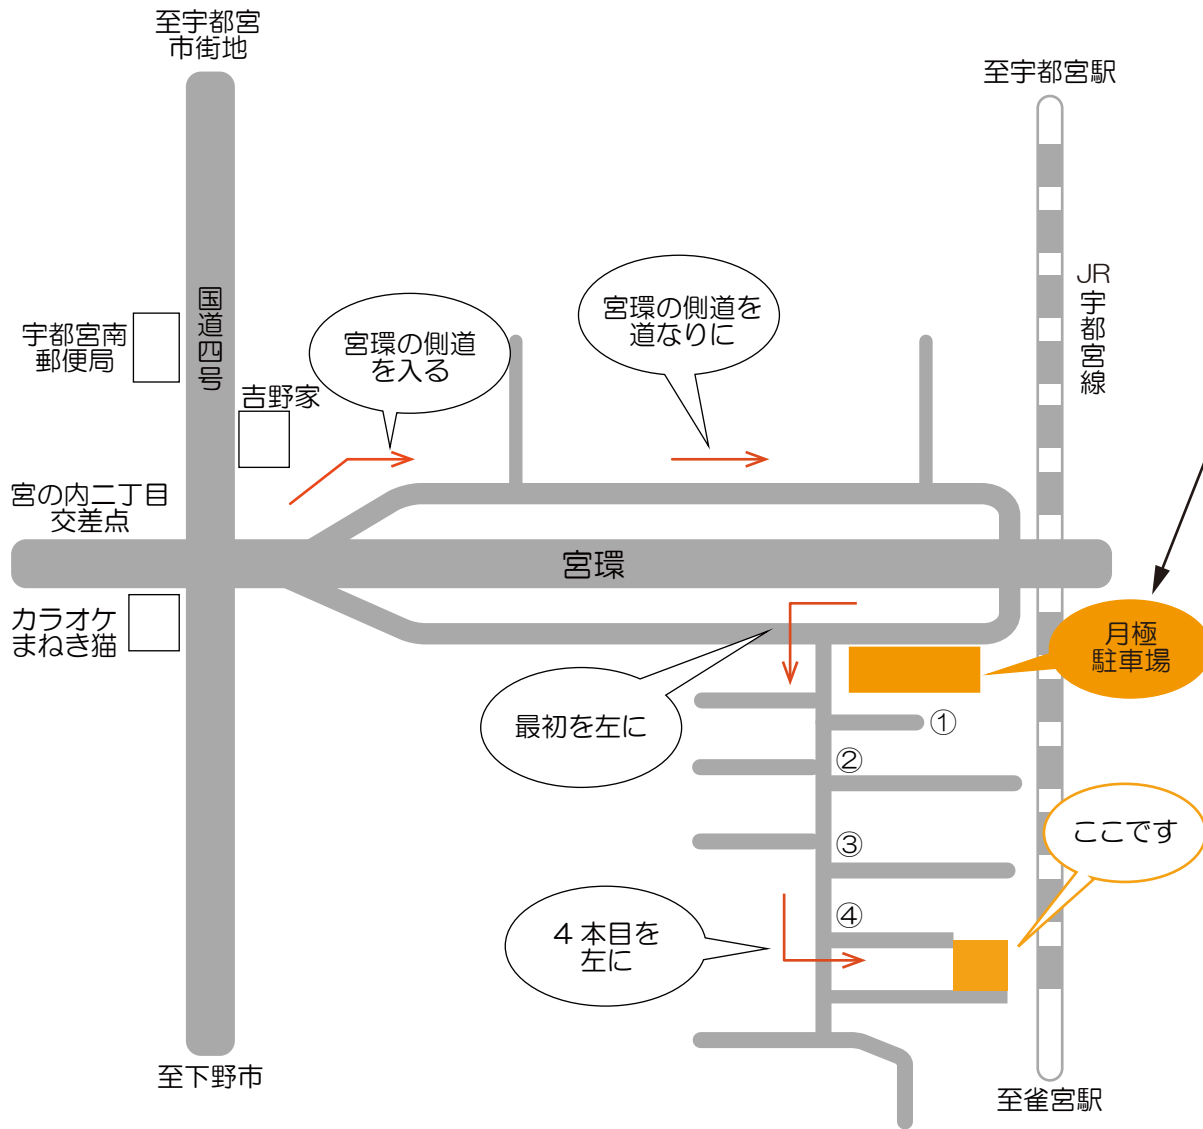 至宇都宮
市街地
至宇都宮駅
国道四号
JR
宇都宮線
宇都宮南
郵便局
吉野家
宮環の側道
を入る
宮環の側道を
道なりに
宮の内二丁目
交差点
宮環
カラオケ
まねき猫
月極
駐車場
最初を左に
①
②
③
④
ここです
4 本目を
左に
至下野市
至雀宮駅